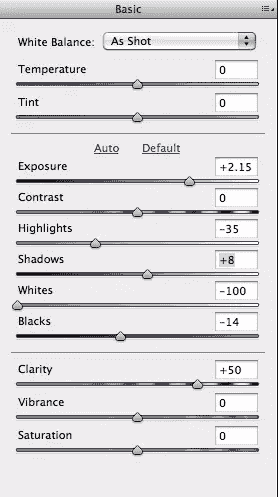 Basic
White Balance: As Shot
Temperature 0
Tint 0
Auto Default
Exposure +2.15
Contrast 0
Highlights -35
Shadows +8
Whites -100
Blacks -14
Clarity +50
Vibrance 0
Saturation 0